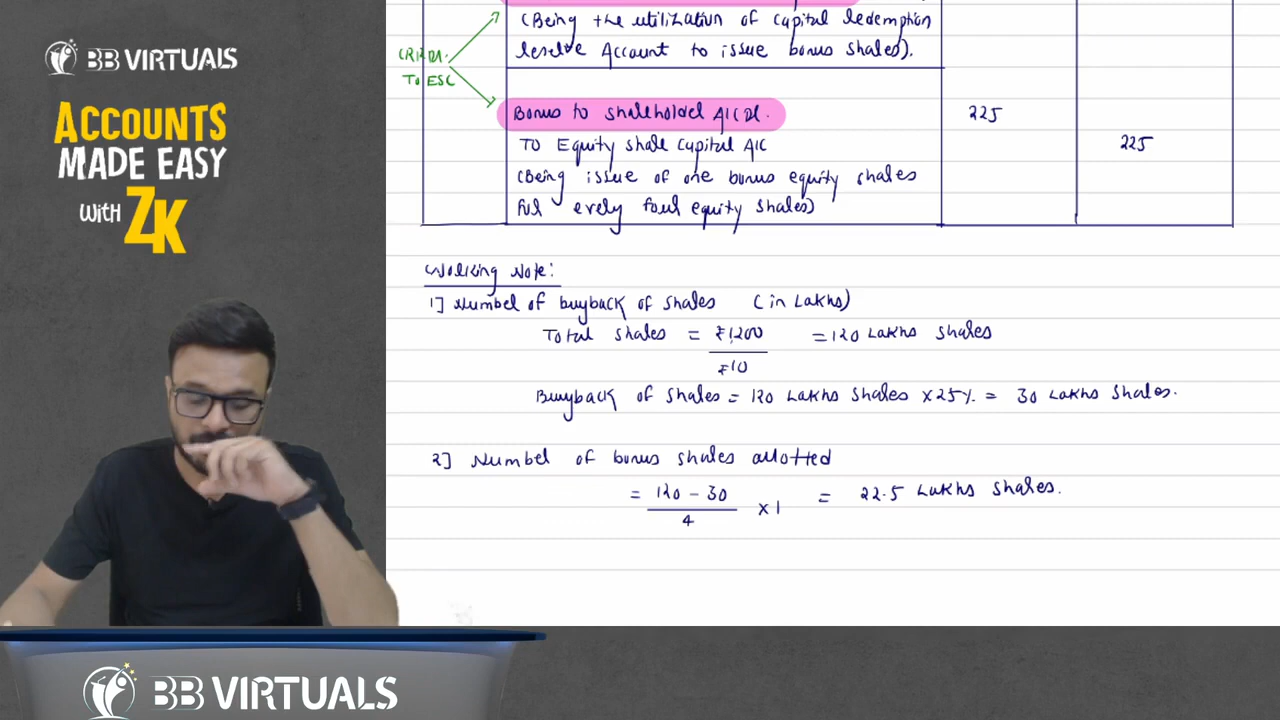 BB VIRTUALS
ACCOUNTS
MADE EASY
with ZK
(Being the utilization of capital redemption
reserve Account to issue bonus shares).
CRR Dr.
To ESC
Bonus to shareholder A/C Dr. 225
TO Equity share capital A/C 225
(Being issue of one bonus equity shares
for every four equity shares)
Working Note:
1] Number of buyback of shares (in Lakhs)
Total shares = ₹1200 = 120 Lakhs shares
₹10
Buyback of shares = 120 Lakhs shares x 25% = 30 Lakhs shares.
2] Number of bonus shares allotted
= 120 - 30 x 1 = 22.5 Lakhs shares.
4
BB VIRTUALS